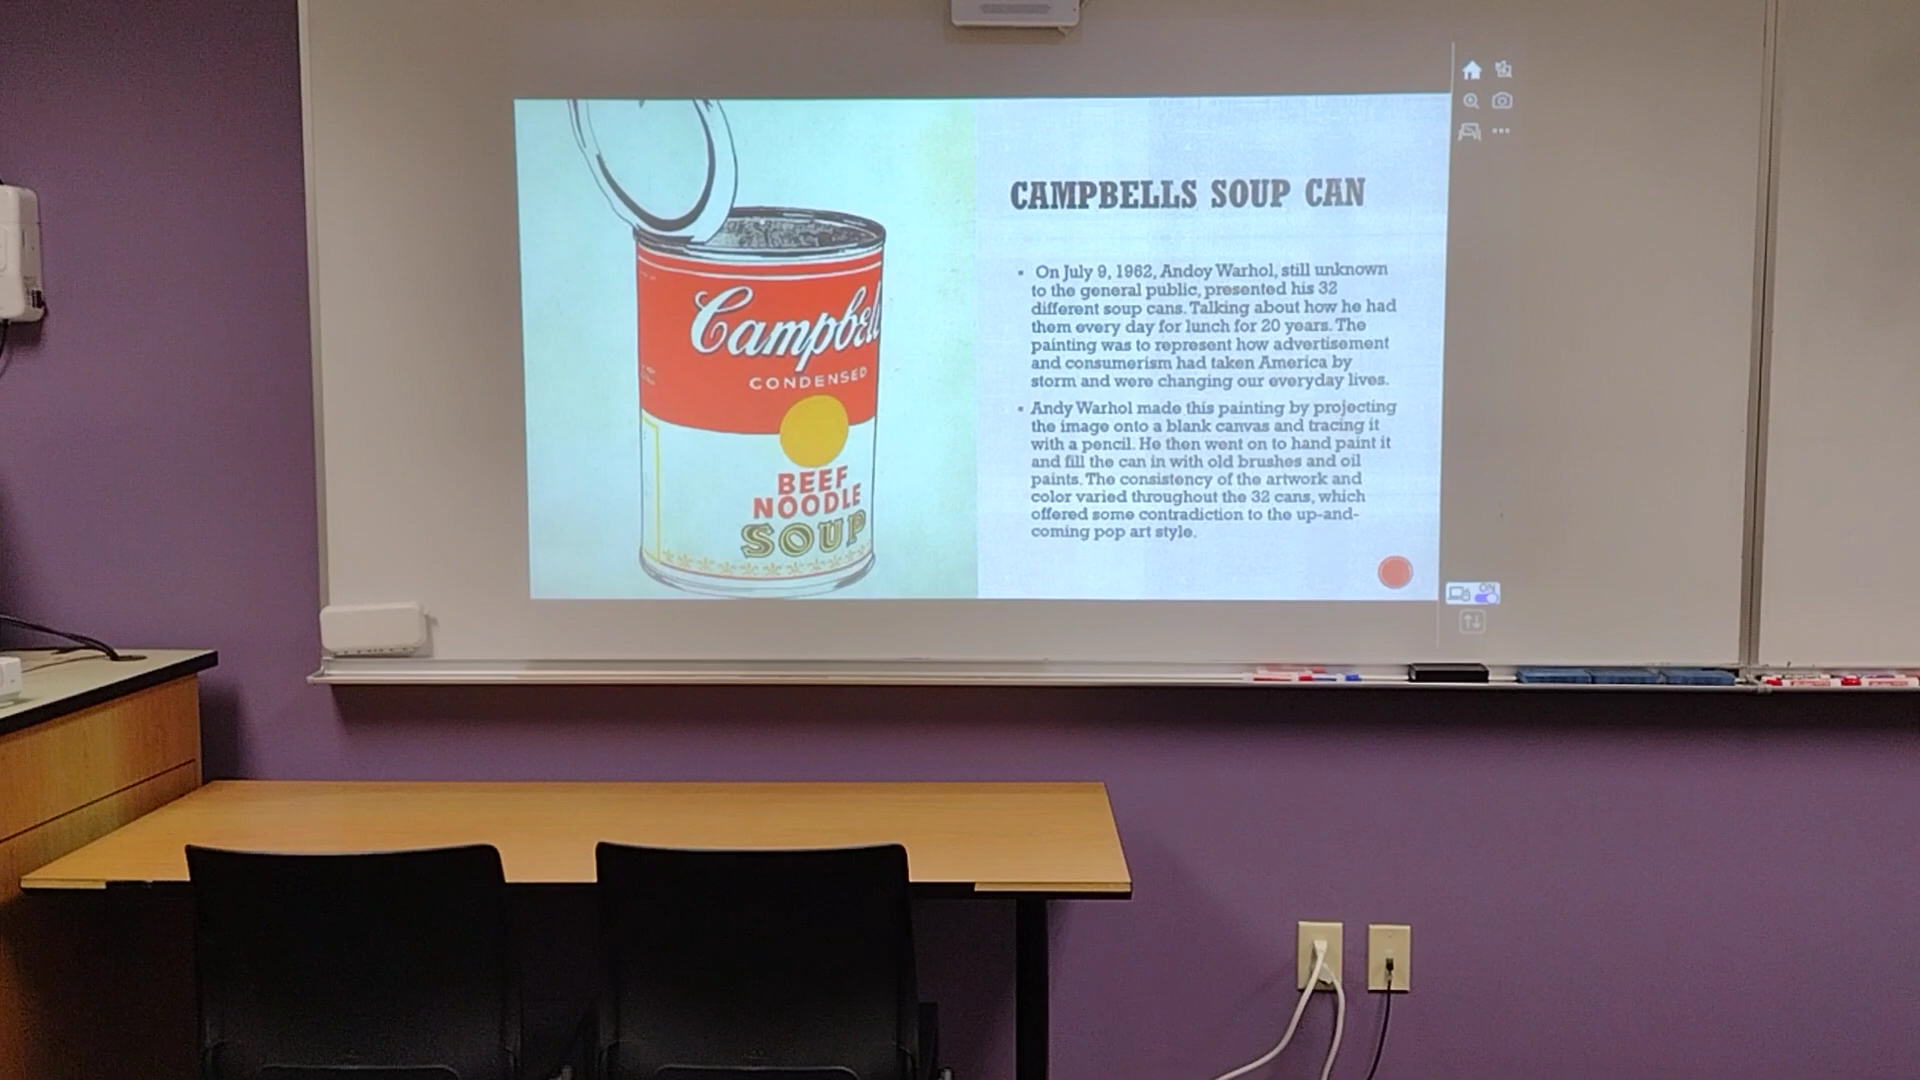 Campbell
CONDENSED
BEEF
NOODLE
SOUP
CAMPBELLS SOUP CAN
• On July 9, 1962, Andoy Warhol, still unknown
to the general public, presented his 32
different soup cans. Talking about how he had
them every day for lunch for 20 years. The
painting was to represent how advertisement
and consumerism had taken America by
storm and were changing our everyday lives.
• Andy Warhol made this painting by projecting
the image onto a blank canvas and tracing it
with a pencil. He then went on to hand paint it
and fill the can in with old brushes and oil
paints. The consistency of the artwork and
color varied throughout the 32 cans, which
offered some contradiction to the up-and-
coming pop art style.
ON